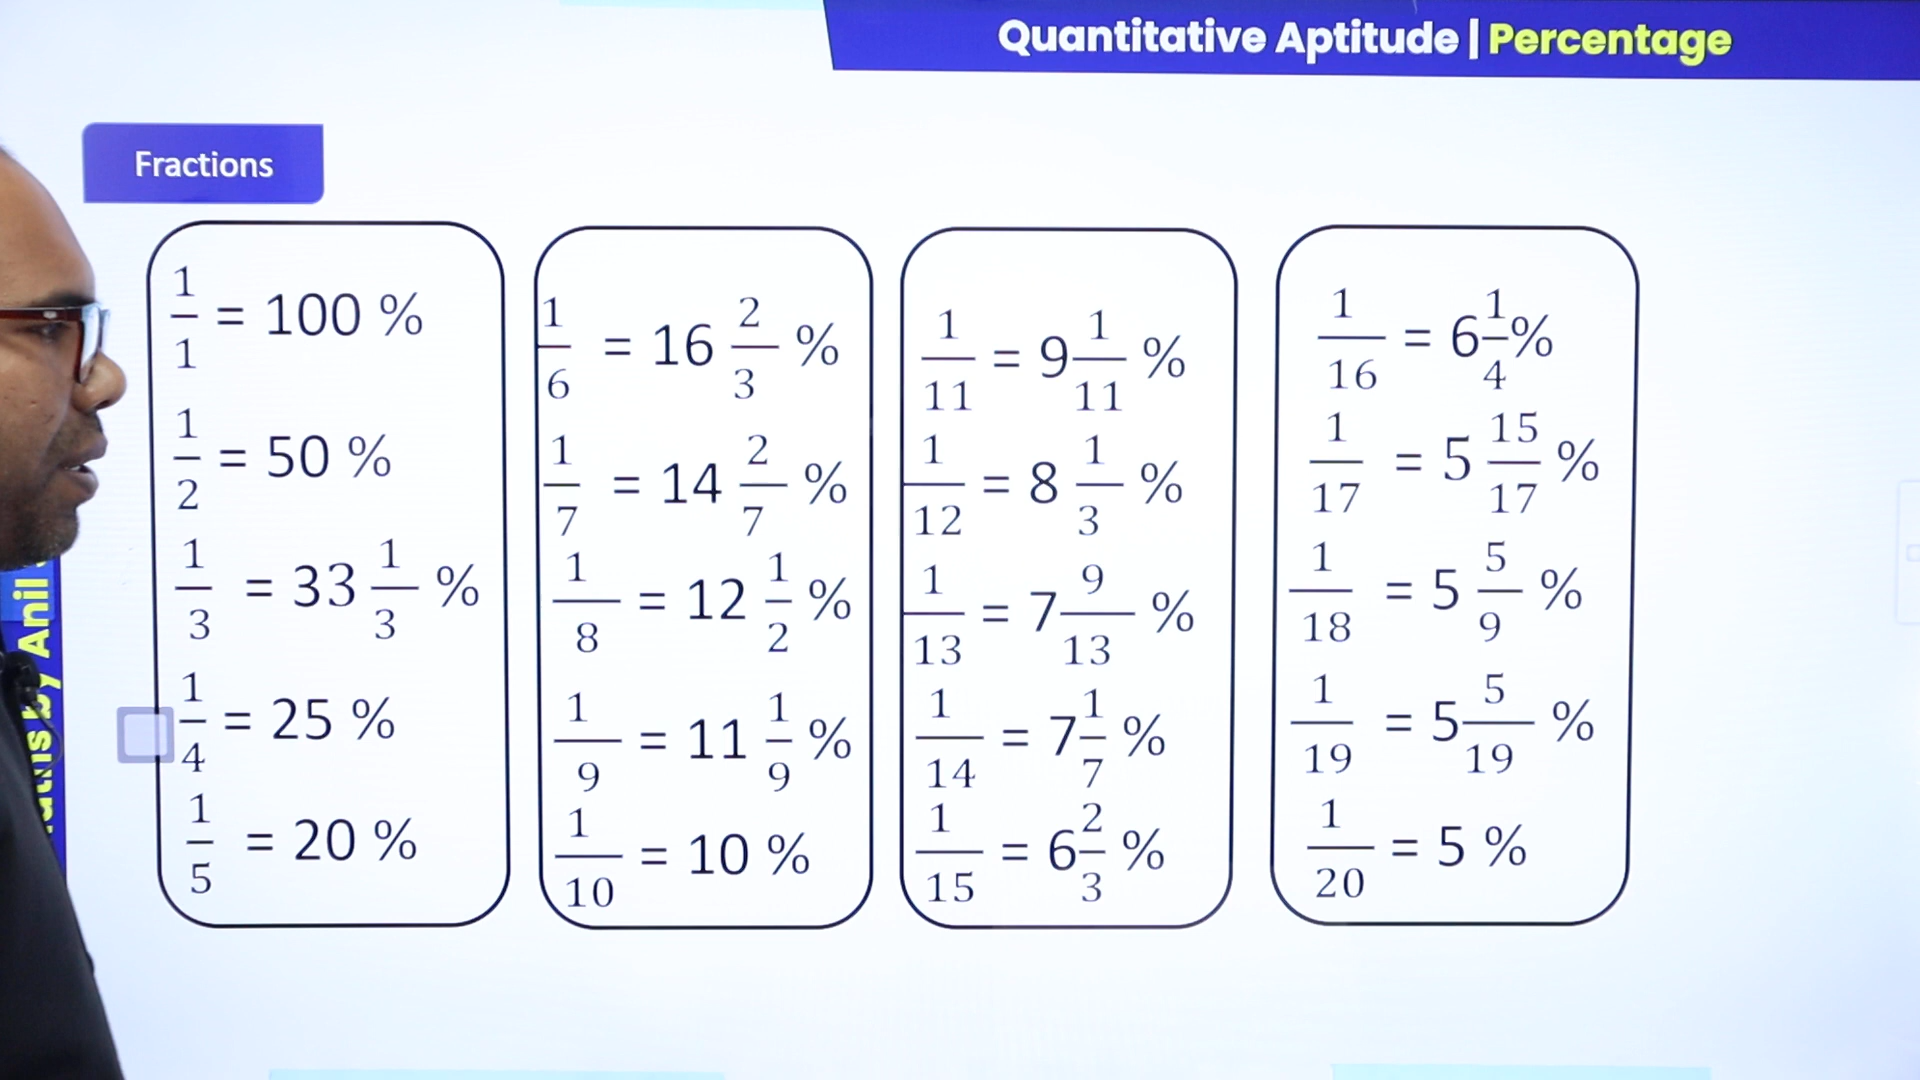 Quantitative Aptitude | Percentage
Fractions
1/1 = 100 %
1/2 = 50 %
1/3 = 33 1/3 %
1/4 = 25 %
1/5 = 20 %
1/6 = 16 2/3 %
1/7 = 14 2/7 %
1/8 = 12 1/2 %
1/9 = 11 1/9 %
1/10 = 10 %
1/11 = 9 1/11 %
1/12 = 8 1/3 %
1/13 = 7 9/13 %
1/14 = 7 1/7 %
1/15 = 6 2/3 %
1/16 = 6 1/4 %
1/17 = 5 15/17 %
1/18 = 5 5/9 %
1/19 = 5 5/19 %
1/20 = 5 %
by Anil